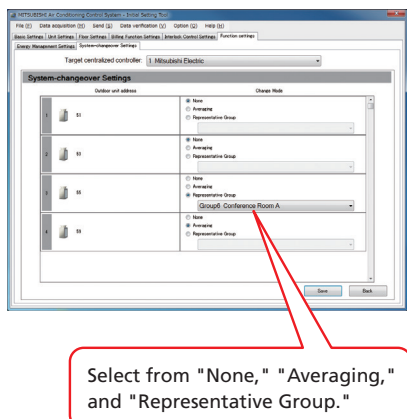 MITSUBISHI Air Conditioning Control System - Initial Setting Tool
File (F) Data acquisition (H) Send (S) Data verification (V) Option (O) Help (H)
Basic Settings Unit Settings Floor Settings Billing Function Settings Interlock Control Settings Function settings
Energy Management Settings System-changeover Settings
Target centralized controller: 1. Mitsubishi Electric
System-changeover Settings
Outdoor unit address Change Mode
1 51
None
Averaging
Representative Group
2
None
Averaging
Representative Group
3 55
None
Averaging
Representative Group
Group6 Conference Room A
4
None
Averaging
Representative Group
Save Back
Select from "None," "Averaging,"
and "Representative Group."